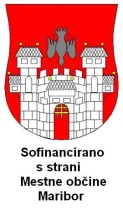 Sofinancirano
s strani
Mestne občine
Maribor